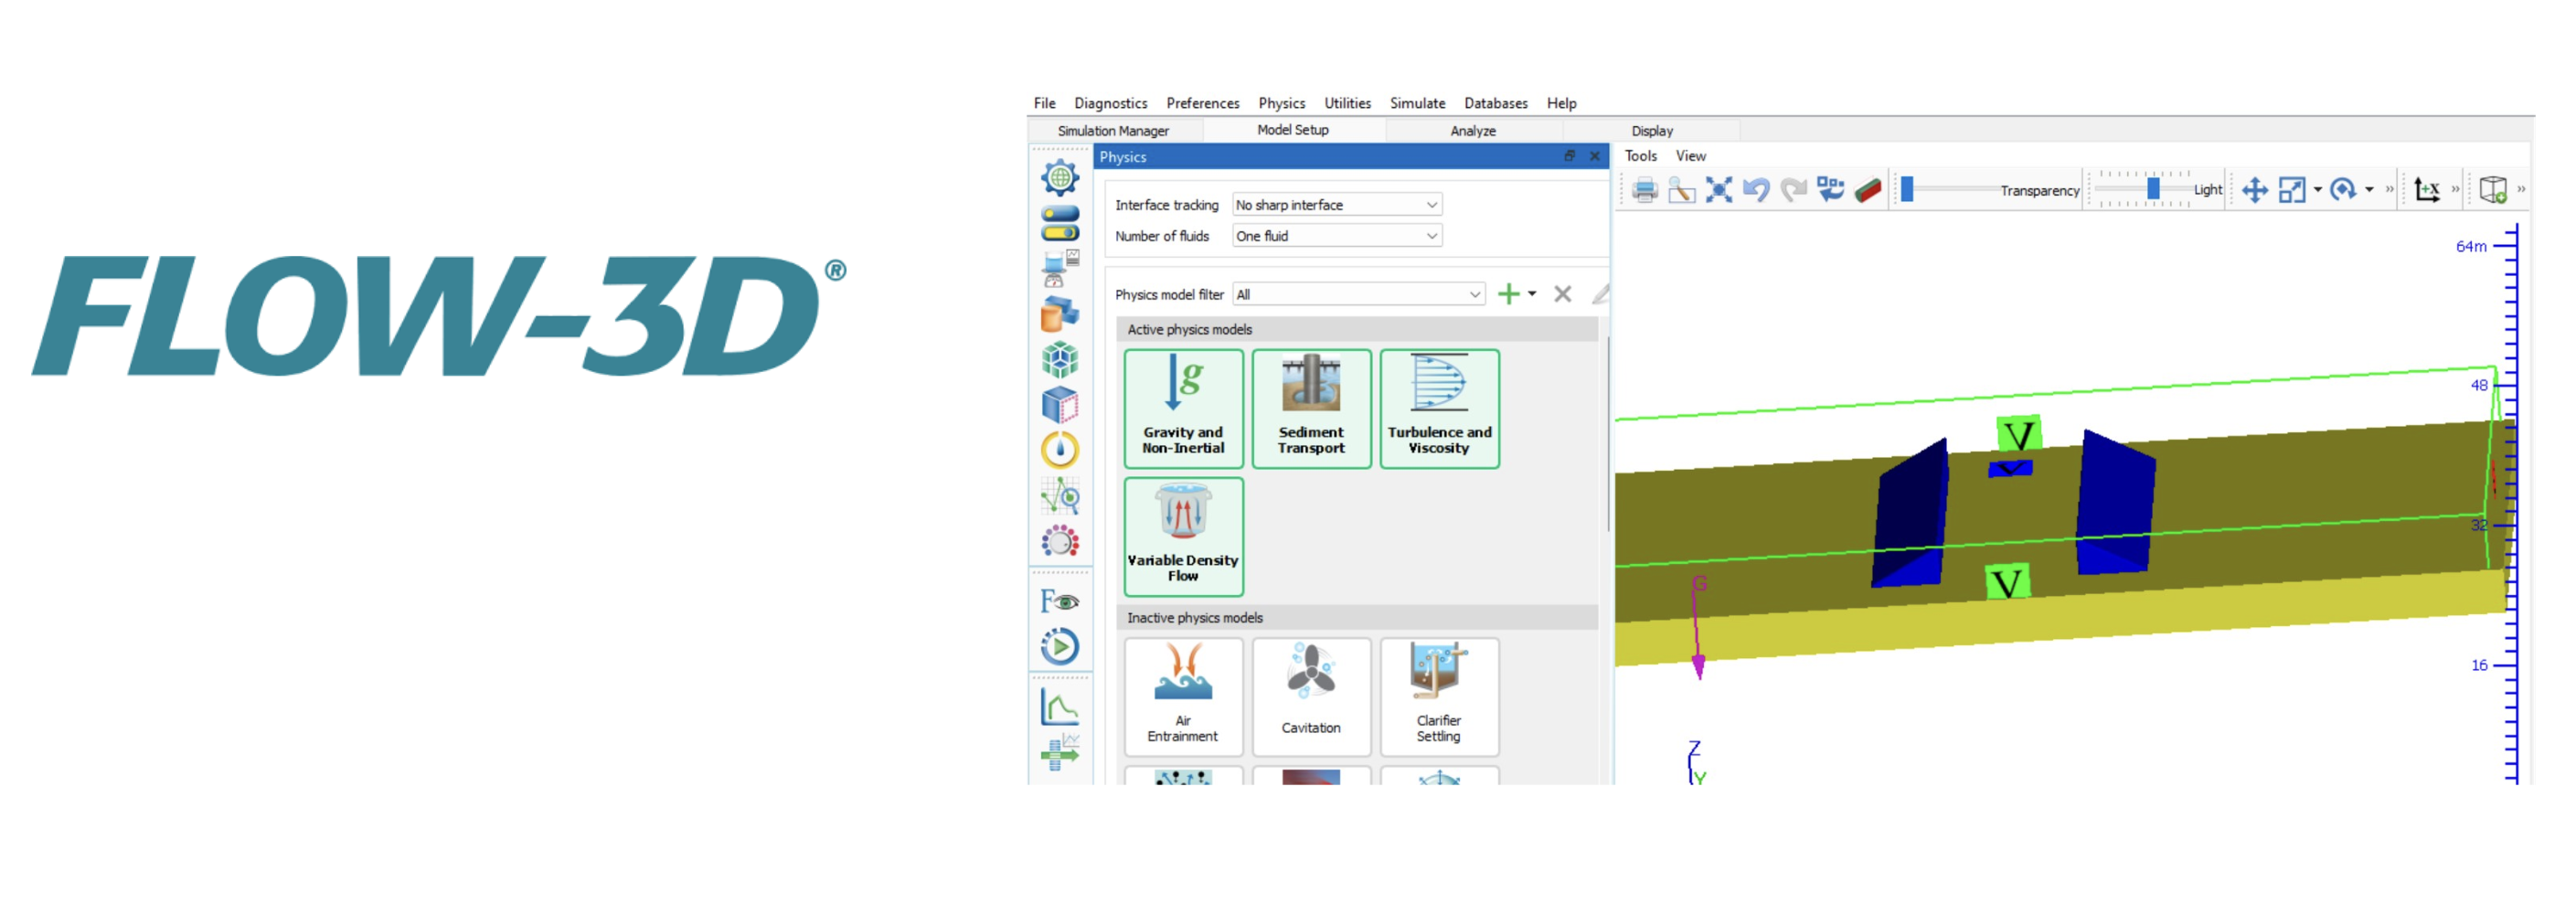 FLOW-3D®
File Diagnostics Preferences Physics Utilities Simulate Databases Help
Simulation Manager Model Setup Analyze Display
Physics
Interface tracking No sharp interface
Number of fluids One fluid
Physics model filter All
Active physics models
g
Gravity and
Non-Inertial
Sediment
Transport
Turbulence and
Viscosity
Variable Density
Flow
Inactive physics models
Air
Entrainment
Cavitation
Clarifier
Settling
F
Tools View
Transparency
Light
+x
64m
48
32
16
V
V
V
G
Z
Y